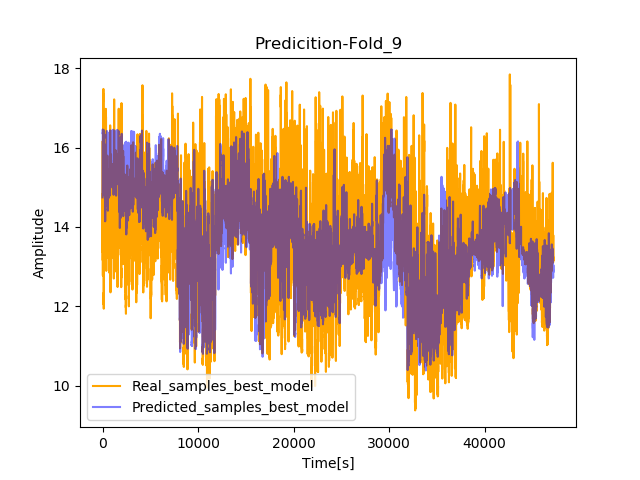 Predicition-Fold_9
18
16
14
12
10
Amplitude
Real_samples_best_model
Predicted_samples_best_model
0
10000
20000
30000
40000
Time[s]